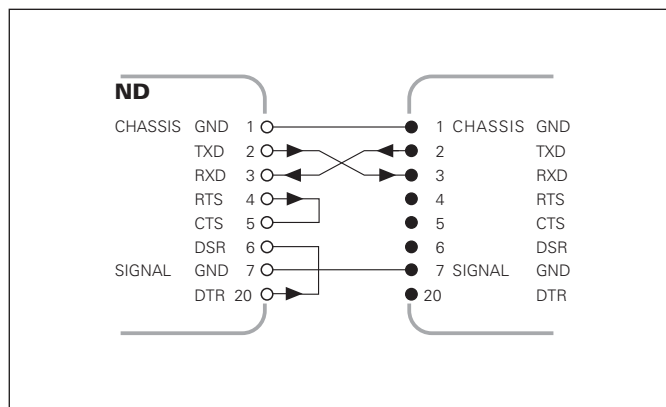 ND
CHASSIS GND 1 1 CHASSIS GND
TXD 2 2 TXD
RXD 3 3 RXD
RTS 4 4 RTS
CTS 5 5 CTS
DSR 6 6 DSR
SIGNAL GND 7 7 SIGNAL GND
DTR 20 20 DTR